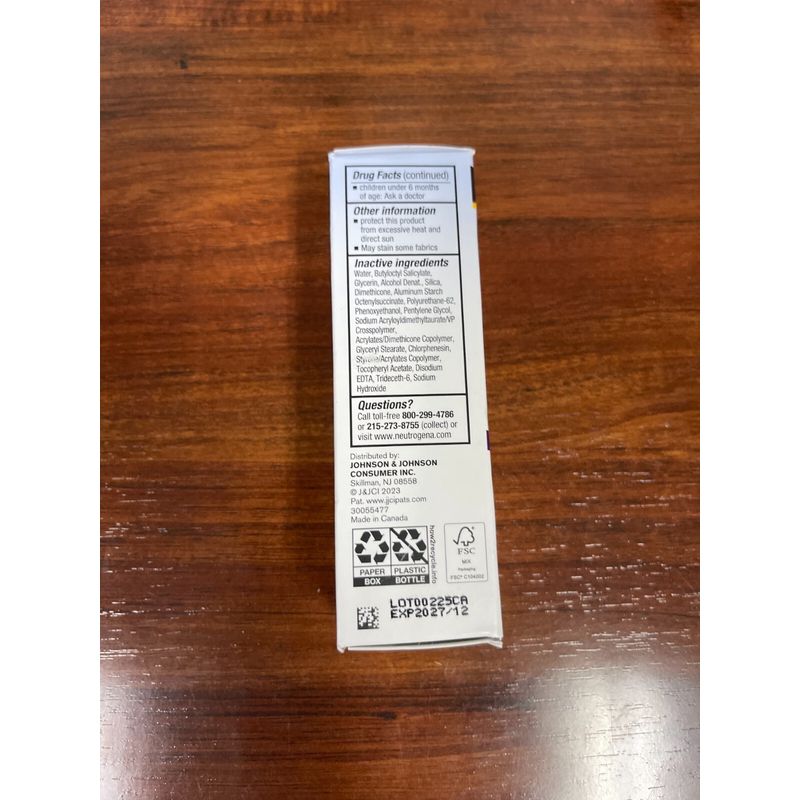 Drug Facts (continued)
▪ children under 6 months
of age: Ask a doctor
Other information
▪ protect this product
from excessive heat and
direct sun
▪ May stain some fabrics
Inactive ingredients
Water, Butyloctyl Salicylate,
Glycerin, Alcohol Denat., Silica,
Dimethicone, Aluminum Starch
Octenylsuccinate, Polyurethane-62,
Phenoxyethanol, Pentylene Glycol,
Sodium Acryloyldimethyltaurate/VP
Crosspolymer,
Acrylates/Dimethicone Copolymer,
Glyceryl Stearate, Chlorphenesin,
Styrene/Acrylates Copolymer,
Tocopheryl Acetate, Disodium
EDTA, Trideceth-6, Sodium
Hydroxide
Questions?
Call toll-free 800-299-4786
or 215-273-8755 (collect) or
visit www.neutrogena.com
Distributed by:
JOHNSON & JOHNSON
CONSUMER INC.
Skillman, NJ 08558
© J&JCI 2023
Pat. www.jjcipats.com
30055477
Made in Canada
PAPER
BOX
PLASTIC
BOTTLE
how2recycle.info
FSC
MIX
Packaging
FSC® C104202
LOT00225CA
EXP2027/12